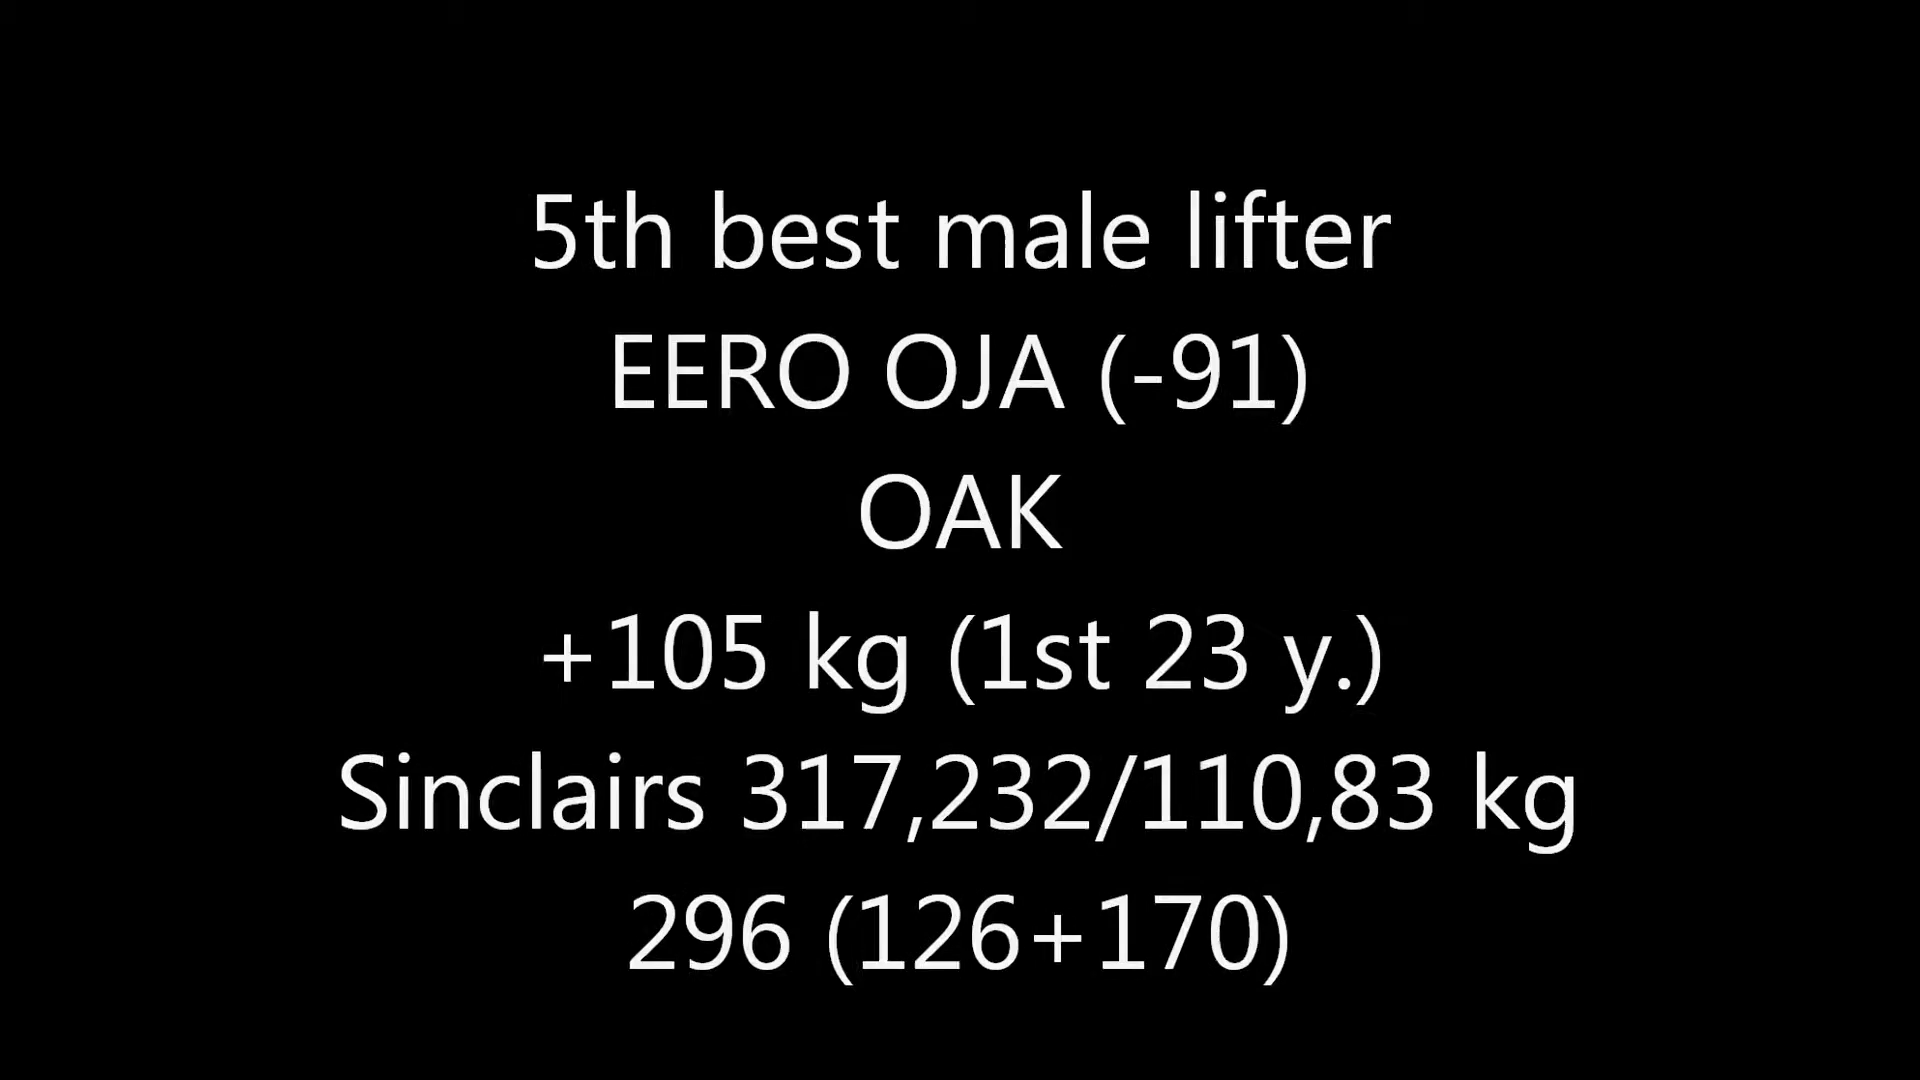 5th best male lifter
EERO OJA (-91)
OAK
+105 kg (1st 23 y.)
Sinclairs 317,232/110,83 kg
296 (126+170)